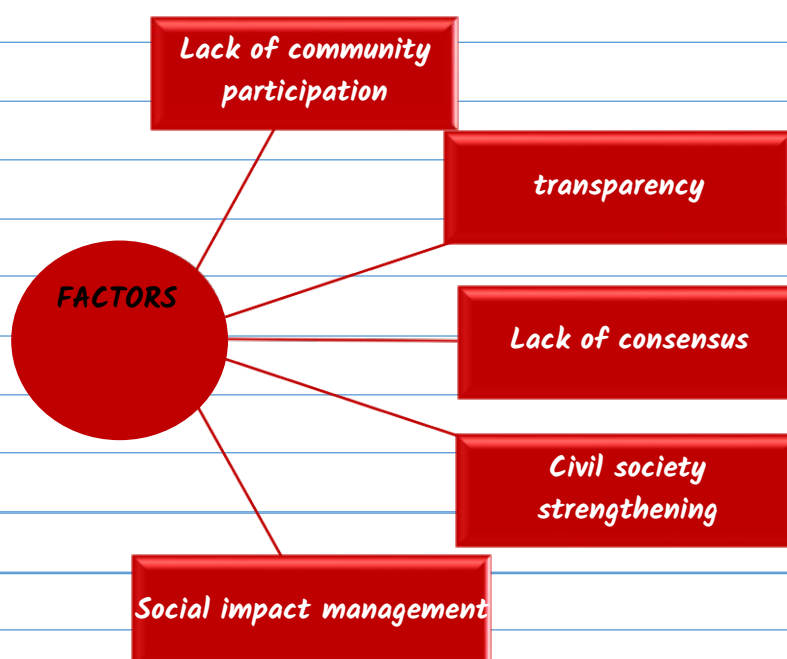 Lack of community
participation
transparency
FACTORS
Lack of consensus
Civil society
strengthening
Social impact management